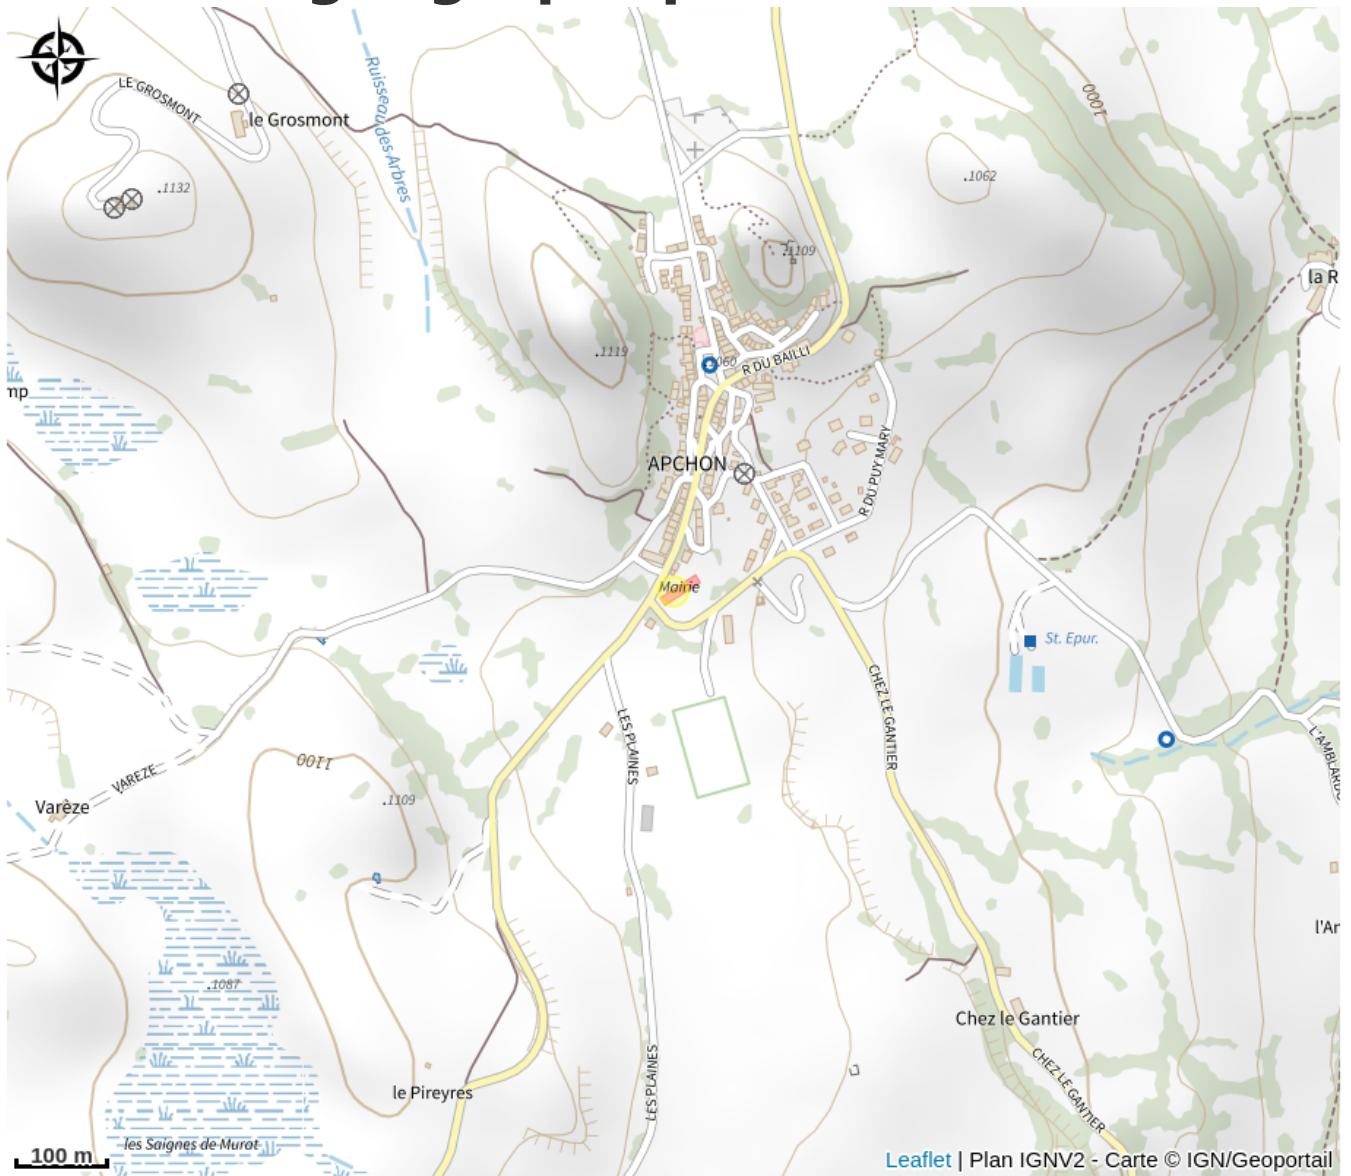 LE GROSMONT
le Grosmont
Ruisseau des Arbres
1000
.1132
.1062
.1109
la R
.1119
1060
R DU BAILLI
mp
APCHON
R DU PUY MARY
Mairie
St. Epur.
CHEZ LE GANTIER
LES PLAINES
L'AMBLARD
1100
VAREZE
.1109
Varèze
l'Ar
.1087
Chez le Gantier
CHEZ LE GANTIER
le Pireyres
LES PLAINES
les Saignes de Murat
100 m
Leaflet | Plan IGNV2 - Carte © IGN/Geoportail